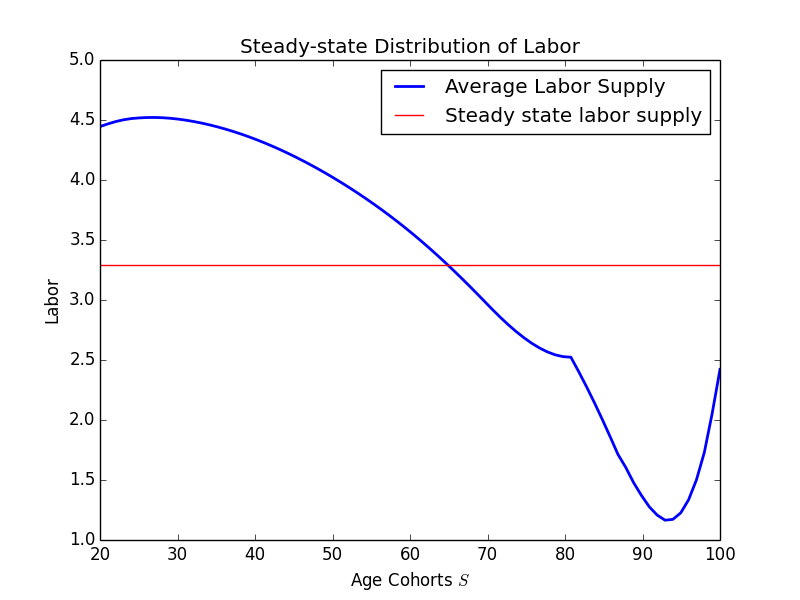 Steady-state Distribution of Labor
5.0
Average Labor Supply
Steady state labor supply
4.5
4.0
3.5
3.0
2.5
2.0
1.5
1.0
Labor
20 30 40 50 60 70 80 90 100
Age Cohorts S